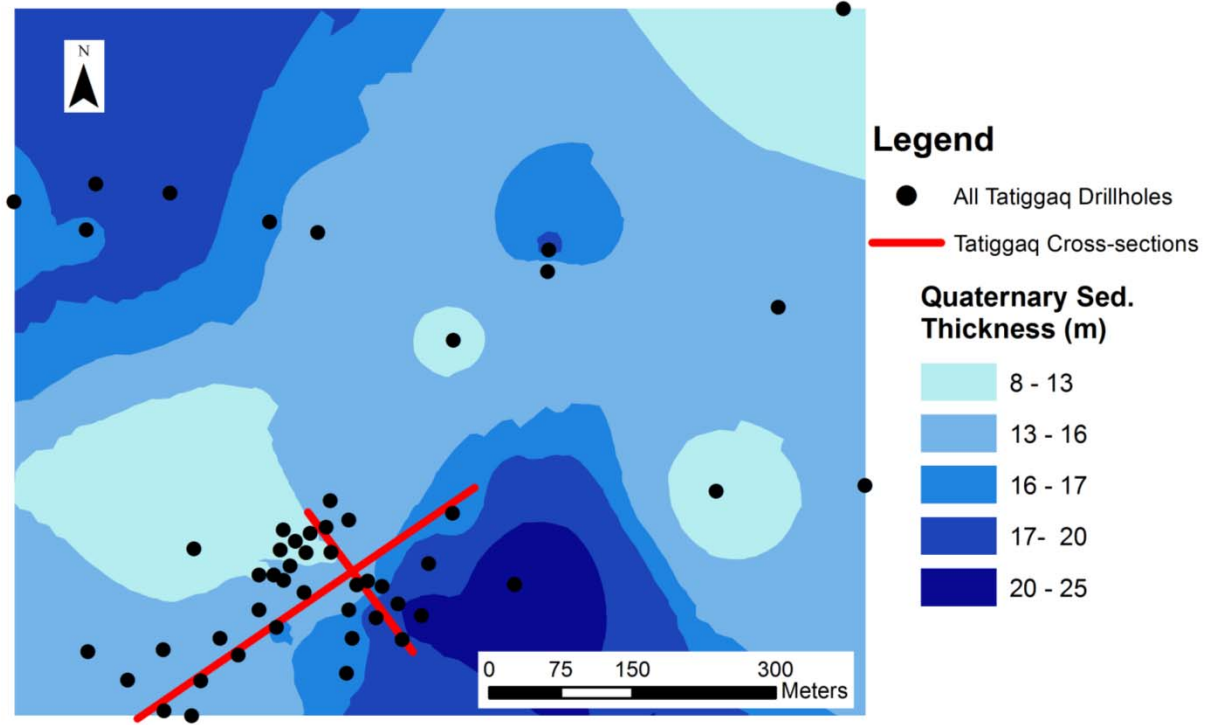 N
Legend
All Tatiggaq Drillholes
Tatiggaq Cross-sections
Quaternary Sed.
Thickness (m)
8 - 13
13 - 16
16 - 17
17- 20
20 - 25
0 75 150 300
Meters